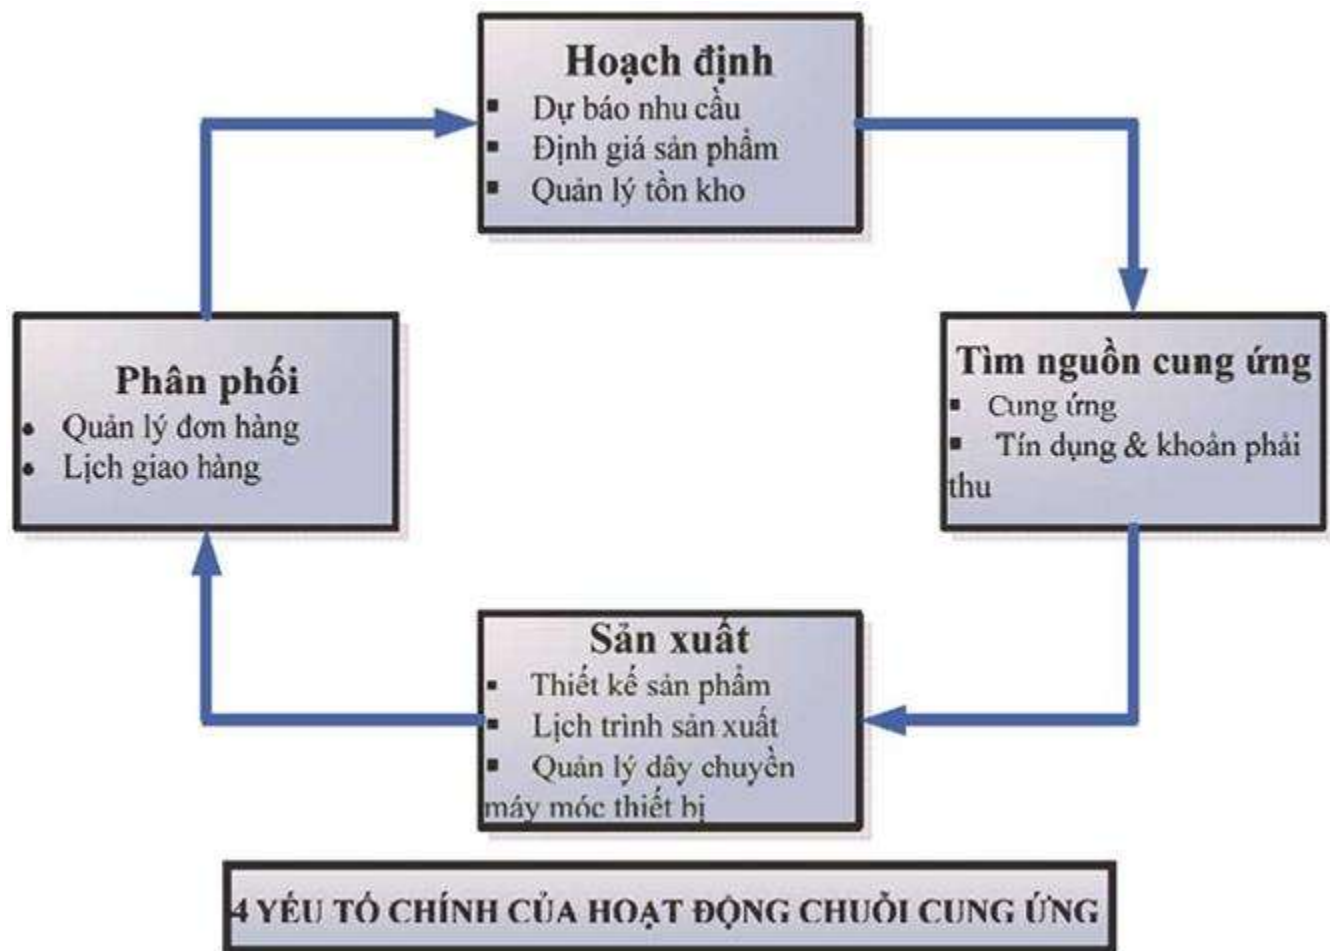 Hoạch định
▪ Dự báo nhu cầu
▪ Định giá sản phẩm
▪ Quản lý tồn kho
Tìm nguồn cung ứng
▪ Cung ứng
▪ Tín dụng & khoản phải
thu
Sản xuất
▪ Thiết kế sản phẩm
▪ Lịch trình sản xuất
▪ Quản lý dây chuyền
máy móc thiết bị
Phân phối
• Quản lý đơn hàng
• Lịch giao hàng
4 YẾU TỐ CHÍNH CỦA HOẠT ĐỘNG CHUỖI CUNG ỨNG